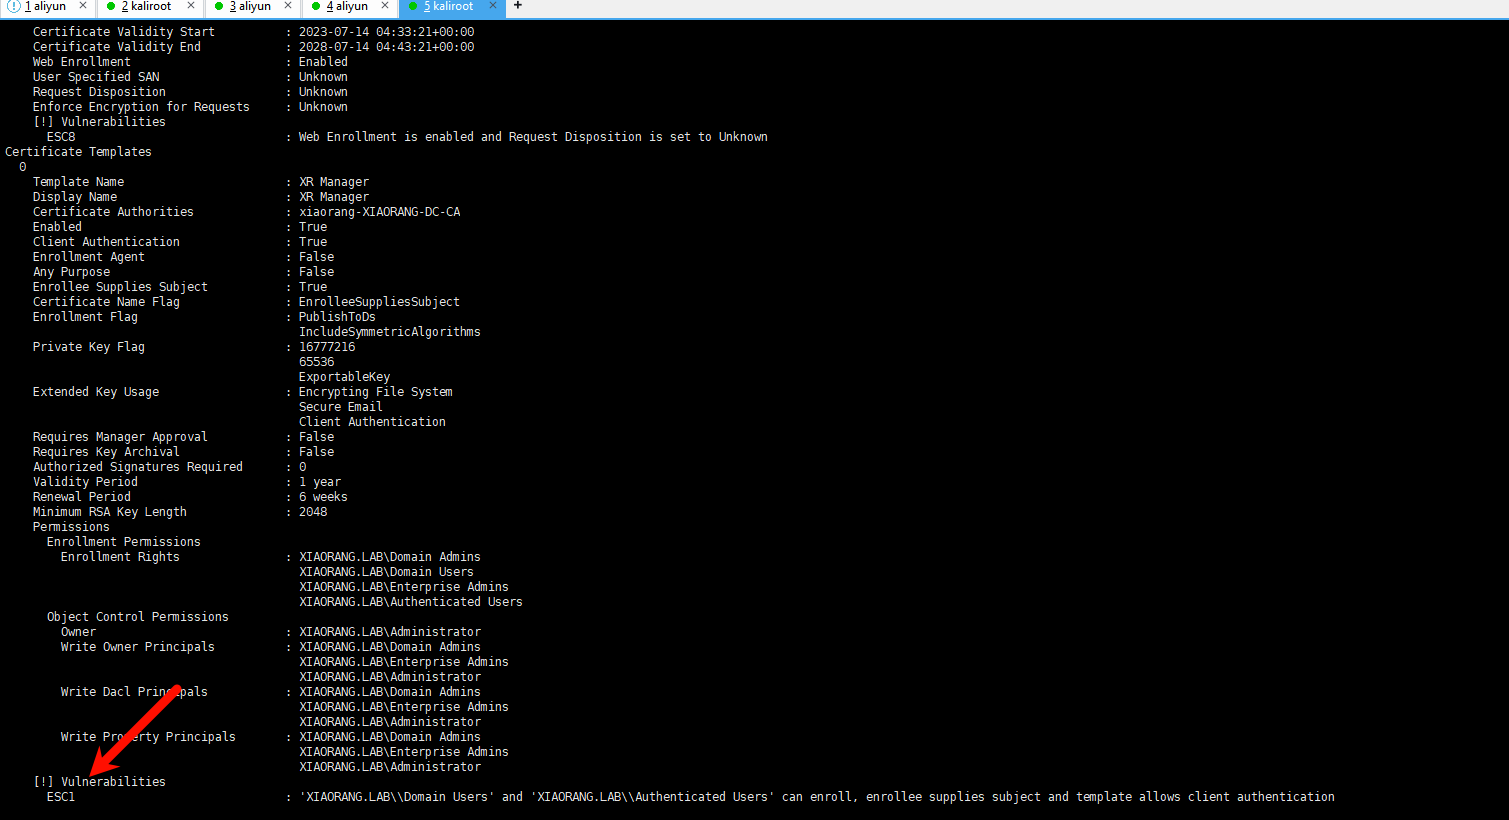 1 aliyun 2 kaliroot 3 aliyun 4 aliyun 5 kaliroot
Certificate Validity Start : 2023-07-14 04:33:21+00:00
Certificate Validity End : 2028-07-14 04:43:21+00:00
Web Enrollment : Enabled
User Specified SAN : Unknown
Request Disposition : Unknown
Enforce Encryption for Requests : Unknown
[!] Vulnerabilities
ESC8 : Web Enrollment is enabled and Request Disposition is set to Unknown
Certificate Templates
0
Template Name : XR Manager
Display Name : XR Manager
Certificate Authorities : xiaorang-XIAORANG-DC-CA
Enabled : True
Client Authentication : True
Enrollment Agent : False
Any Purpose : False
Enrollee Supplies Subject : True
Certificate Name Flag : EnrolleeSuppliesSubject
Enrollment Flag : PublishToDs
IncludeSymmetricAlgorithms
Private Key Flag : 16777216
65536
ExportableKey
Extended Key Usage : Encrypting File System
Secure Email
Client Authentication
Requires Manager Approval : False
Requires Key Archival : False
Authorized Signatures Required : 0
Validity Period : 1 year
Renewal Period : 6 weeks
Minimum RSA Key Length : 2048
Permissions
Enrollment Permissions
Enrollment Rights : XIAORANG.LAB\Domain Admins
XIAORANG.LAB\Domain Users
XIAORANG.LAB\Enterprise Admins
XIAORANG.LAB\Authenticated Users
Object Control Permissions
Owner : XIAORANG.LAB\Administrator
Write Owner Principals : XIAORANG.LAB\Domain Admins
XIAORANG.LAB\Enterprise Admins
XIAORANG.LAB\Administrator
Write Dacl Principals : XIAORANG.LAB\Domain Admins
XIAORANG.LAB\Enterprise Admins
XIAORANG.LAB\Administrator
Write Property Principals : XIAORANG.LAB\Domain Admins
XIAORANG.LAB\Enterprise Admins
XIAORANG.LAB\Administrator
[!] Vulnerabilities
ESC1 : 'XIAORANG.LAB\\Domain Users' and 'XIAORANG.LAB\\Authenticated Users' can enroll, enrollee supplies subject and template allows client authentication